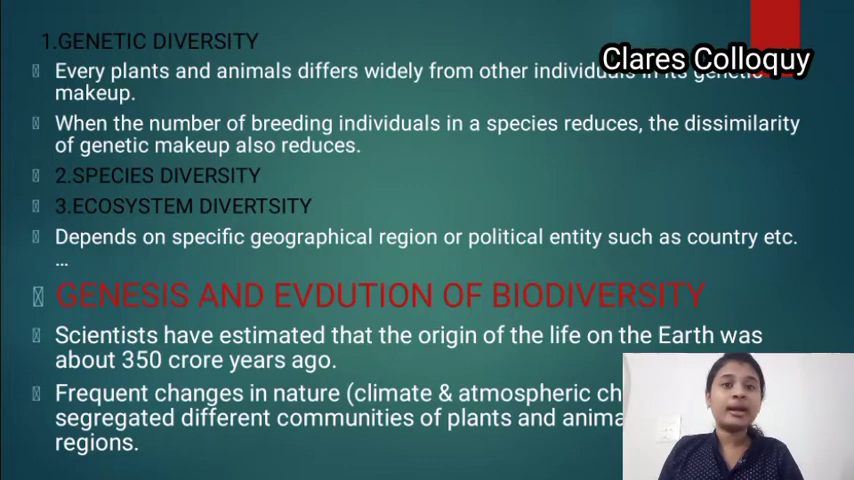 1.GENETIC DIVERSITY
Clares Colloquy
Every plants and animals differs widely from other individuals in its genetic
makeup.
When the number of breeding individuals in a species reduces, the dissimilarity
of genetic makeup also reduces.
2.SPECIES DIVERSITY
3.ECOSYSTEM DIVERTSITY
Depends on specific geographical region or political entity such as country etc.
...
GENESIS AND EVDUTION OF BIODIVERSITY
Scientists have estimated that the origin of the life on the Earth was
about 350 crore years ago.
Frequent changes in nature (climate & atmospheric
segregated different communities of plants and
regions.